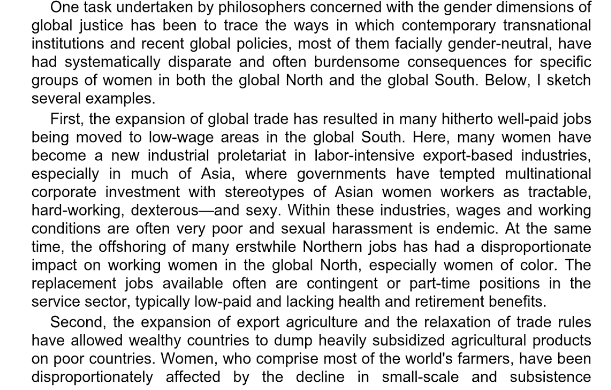 One task undertaken by philosophers concerned with the gender dimensions of
global justice has been to trace the ways in which contemporary transnational
institutions and recent global policies, most of them facially gender-neutral, have
had systematically disparate and often burdensome consequences for specific
groups of women in both the global North and the global South. Below, I sketch
several examples.
First, the expansion of global trade has resulted in many hitherto well-paid jobs
being moved to low-wage areas in the global South. Here, many women have
become a new industrial proletariat in labor-intensive export-based industries,
especially in much of Asia, where governments have tempted multinational
corporate investment with stereotypes of Asian women workers as tractable,
hard-working, dexterous—and sexy. Within these industries, wages and working
conditions are often very poor and sexual harassment is endemic. At the same
time, the offshoring of many erstwhile Northern jobs has had a disproportionate
impact on working women in the global North, especially women of color. The
replacement jobs available often are contingent or part-time positions in the
service sector, typically low-paid and lacking health and retirement benefits.
Second, the expansion of export agriculture and the relaxation of trade rules
have allowed wealthy countries to dump heavily subsidized agricultural products
on poor countries. Women, who comprise most of the world's farmers, have been
disproportionately affected by the decline in small-scale and subsistence